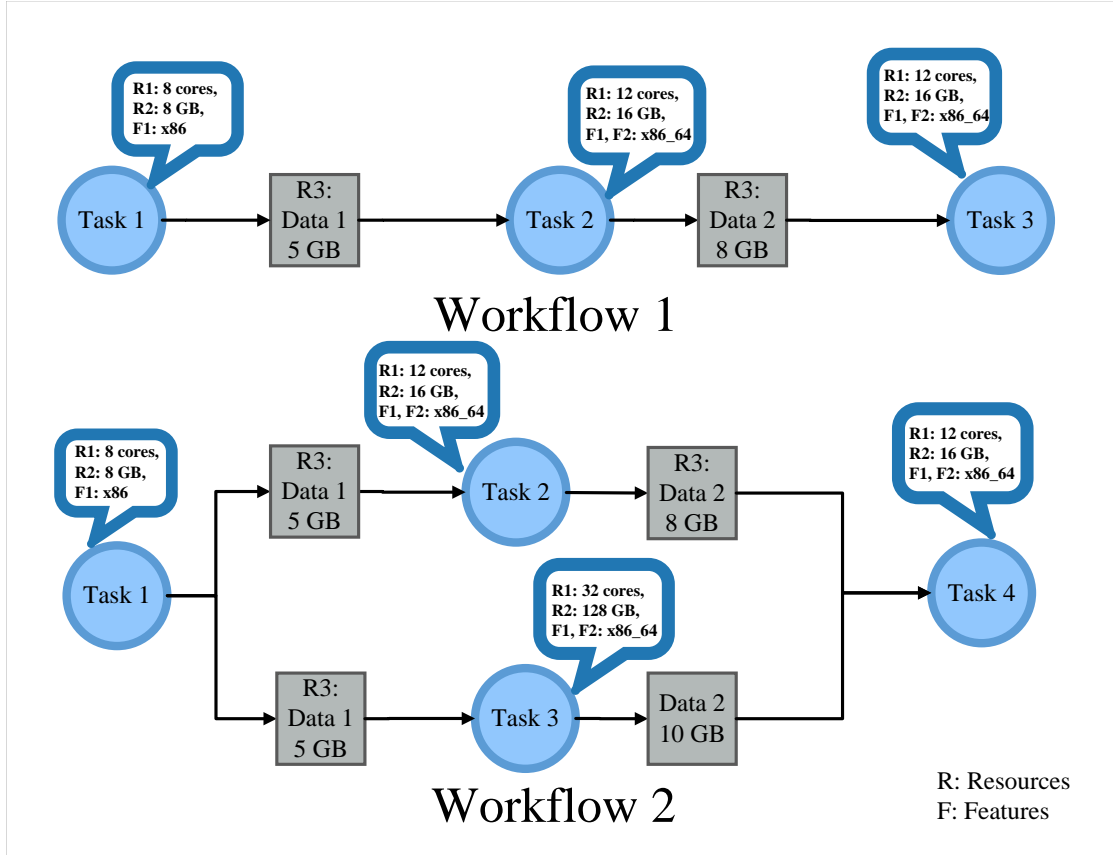 R1: 8 cores,
R2: 8 GB,
F1: x86
R1: 12 cores,
R2: 16 GB,
F1, F2: x86_64
R1: 12 cores,
R2: 16 GB,
F1, F2: x86_64
Task 1
R3:
Data 1
5 GB
Task 2
R3:
Data 2
8 GB
Task 3
Workflow 1
R1: 12 cores,
R2: 16 GB,
F1, F2: x86_64
R1: 8 cores,
R2: 8 GB,
F1: x86
R1: 12 cores,
R2: 16 GB,
F1, F2: x86_64
R3:
Data 1
5 GB
Task 2
R3:
Data 2
8 GB
Task 1
R1: 32 cores,
R2: 128 GB,
F1, F2: x86_64
Task 4
R3:
Data 1
5 GB
Task 3
Data 2
10 GB
Workflow 2
R: Resources
F: Features